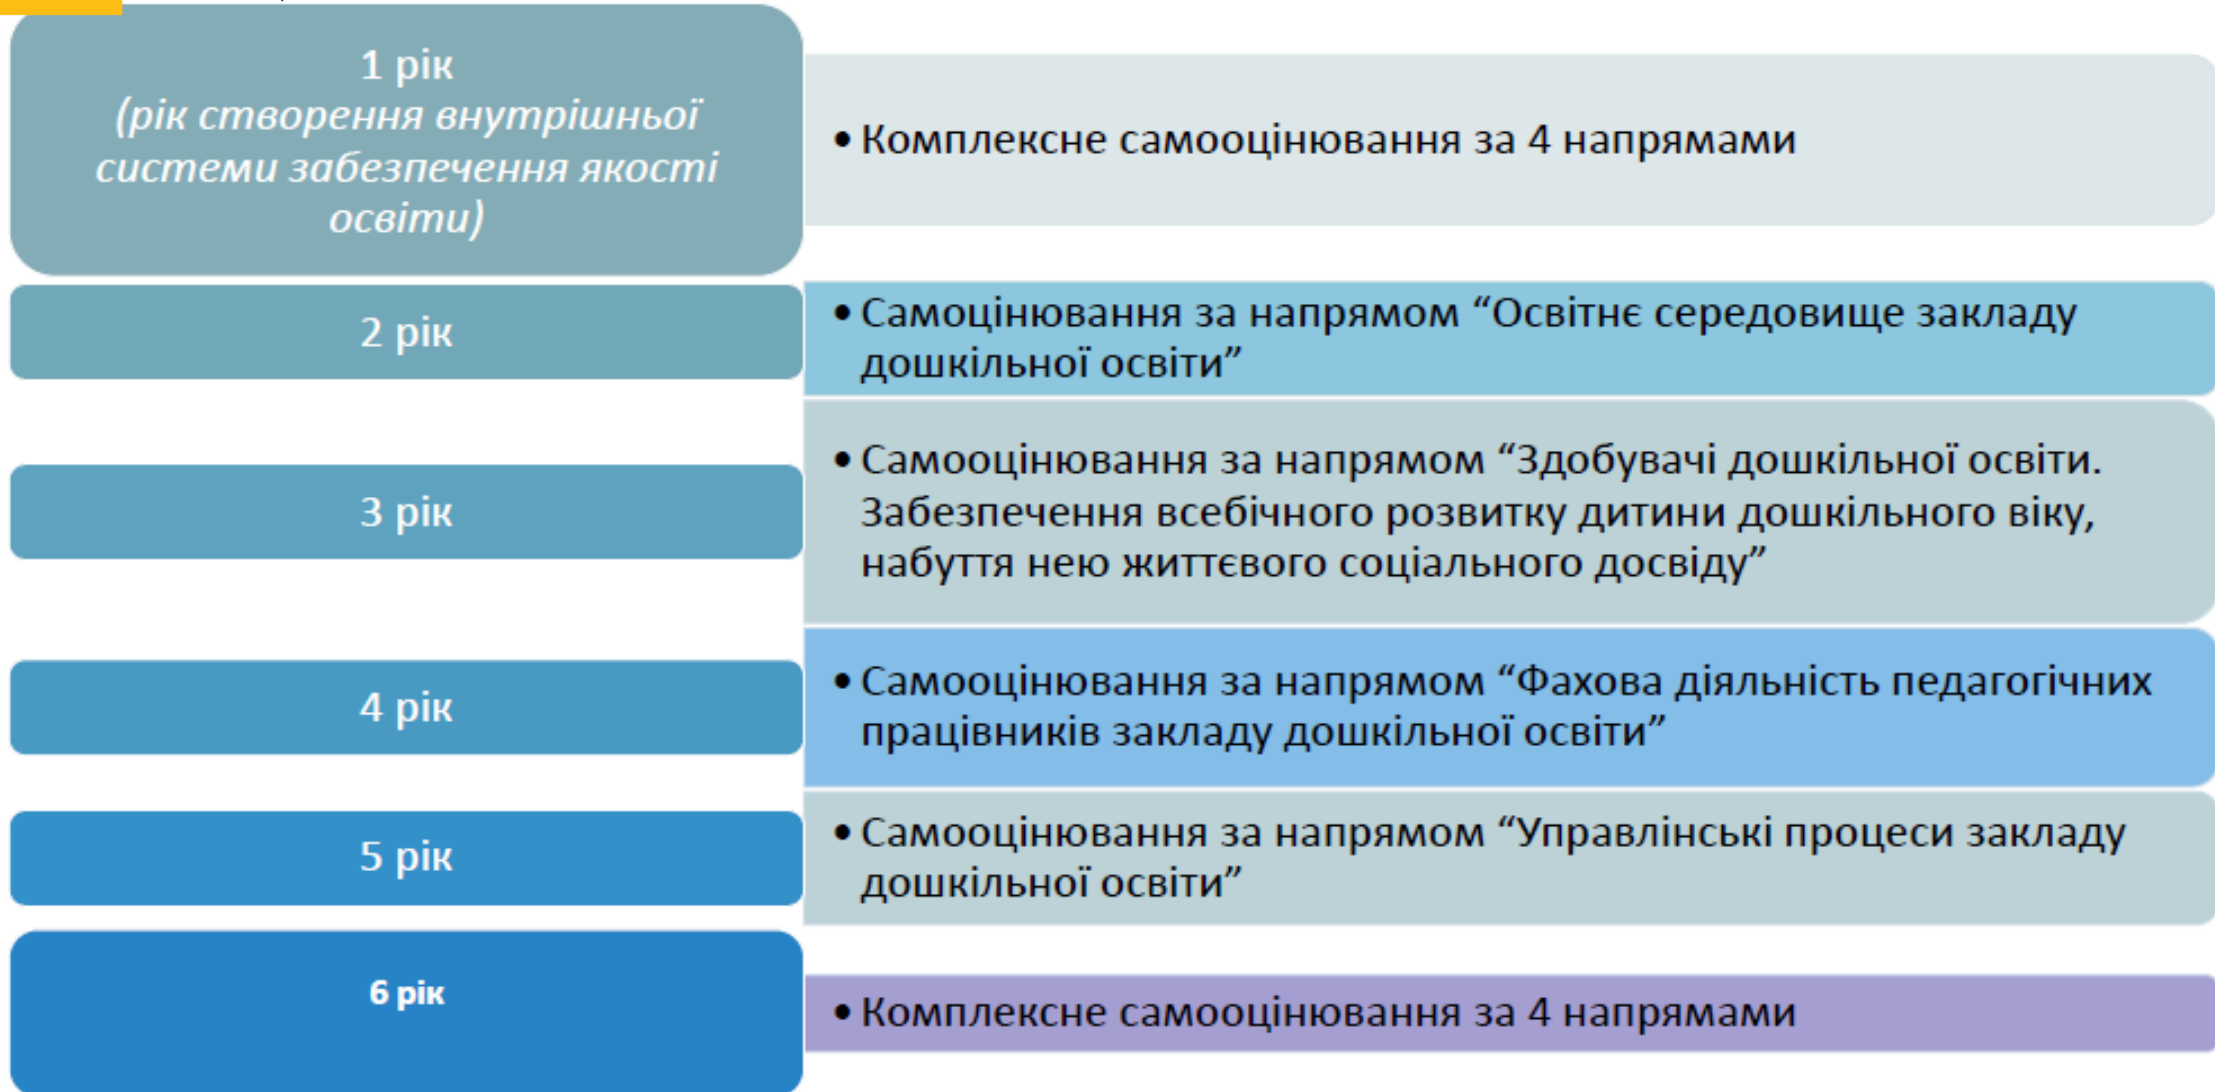 1 рік
(рік створення внутрішньої
системи забезпечення якості
освіти)
• Комплексне самооцінювання за 4 напрямами
2 рік
• Самоцінювання за напрямом “Освітнє середовище закладу
дошкільної освіти”
3 рік
• Самооцінювання за напрямом “Здобувачі дошкільної освіти.
Забезпечення всебічного розвитку дитини дошкільного віку,
набуття нею життєвого соціального досвіду”
4 рік
• Самооцінювання за напрямом “Фахова діяльність педагогічних
працівників закладу дошкільної освіти”
5 рік
• Самооцінювання за напрямом “Управлінські процеси закладу
дошкільної освіти”
6 рік
• Комплексне самооцінювання за 4 напрямами